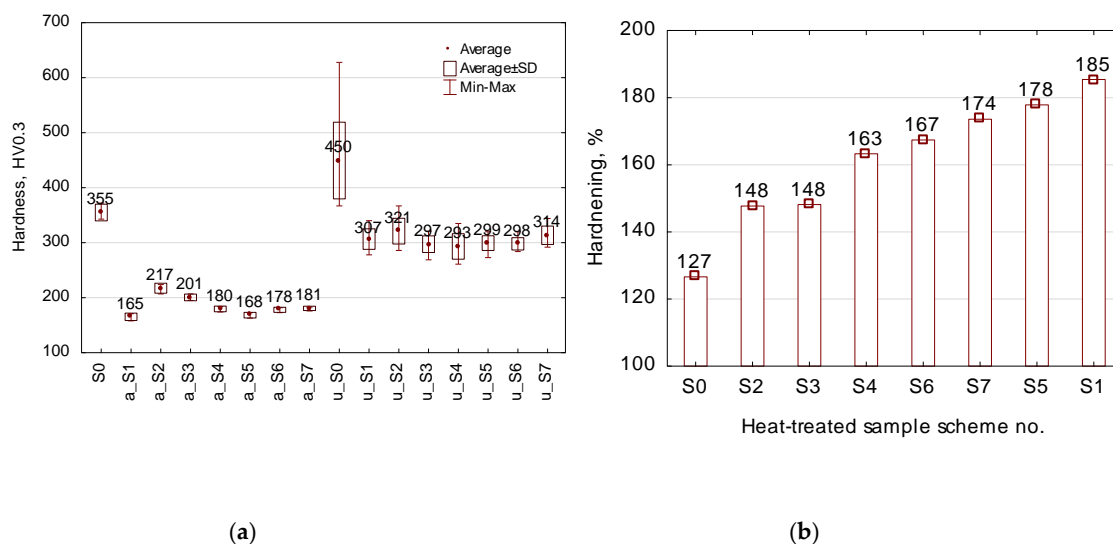 700
600
500
400
300
200
100
Hardness, HV0.3
Average
Average±SD
Min-Max
355
165
217
201
180
168
178
181
450
307
321
297
293
299
298
314
S0
a_S1
a_S2
a_S3
a_S4
a_S5
a_S6
a_S7
u_S0
u_S1
u_S2
u_S3
u_S4
u_S5
u_S6
u_S7
(a)
200
180
160
140
120
100
Hardnening, %
127
148
148
163
167
174
178
185
S0 S2 S3 S4 S6 S7 S5 S1
Heat-treated sample scheme no.
(b)